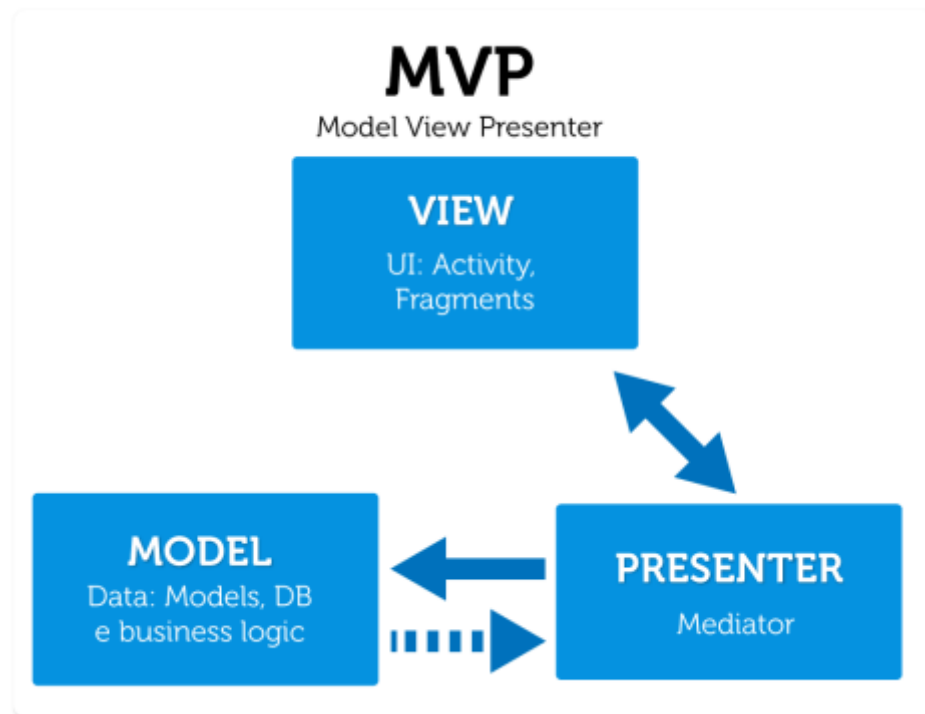 MVP
Model View Presenter
VIEW
UI: Activity,
Fragments
MODEL
Data: Models, DB
e business logic
PRESENTER
Mediator